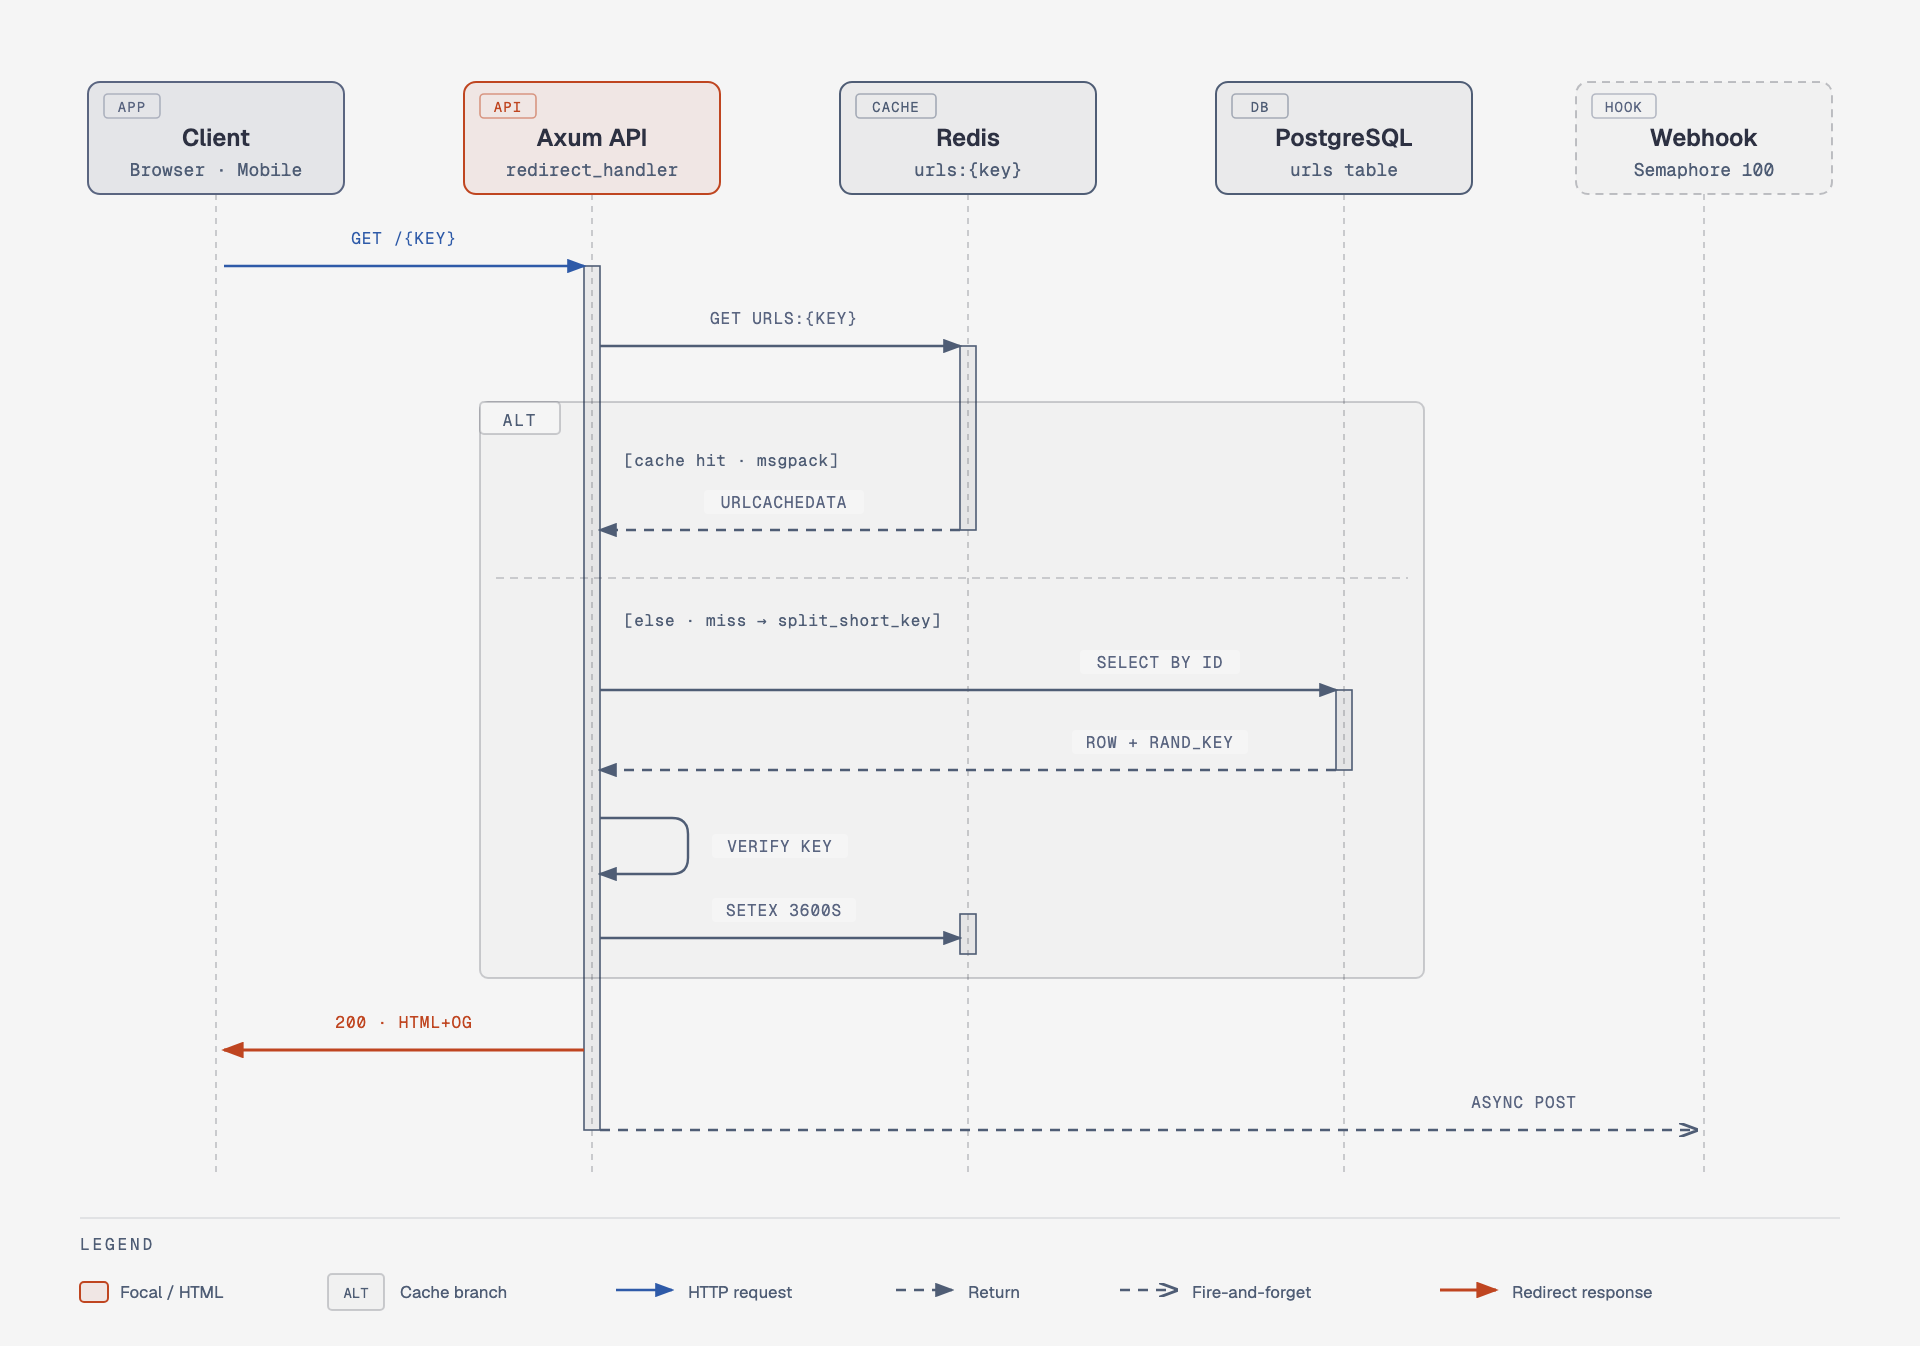 APP
Client
Browser · Mobile
API
Axum API
redirect_handler
CACHE
Redis
urls:{key}
DB
PostgreSQL
urls table
HOOK
Webhook
Semaphore 100
GET /{KEY}
GET URLS:{KEY}
ALT
[cache hit · msgpack]
URLCACHEDATA
[else · miss → split_short_key]
SELECT BY ID
ROW + RAND_KEY
VERIFY KEY
SETEX 3600S
200 · HTML+OG
ASYNC POST
LEGEND
Focal / HTML
ALT
Cache branch
HTTP request
Return
Fire-and-forget
Redirect response